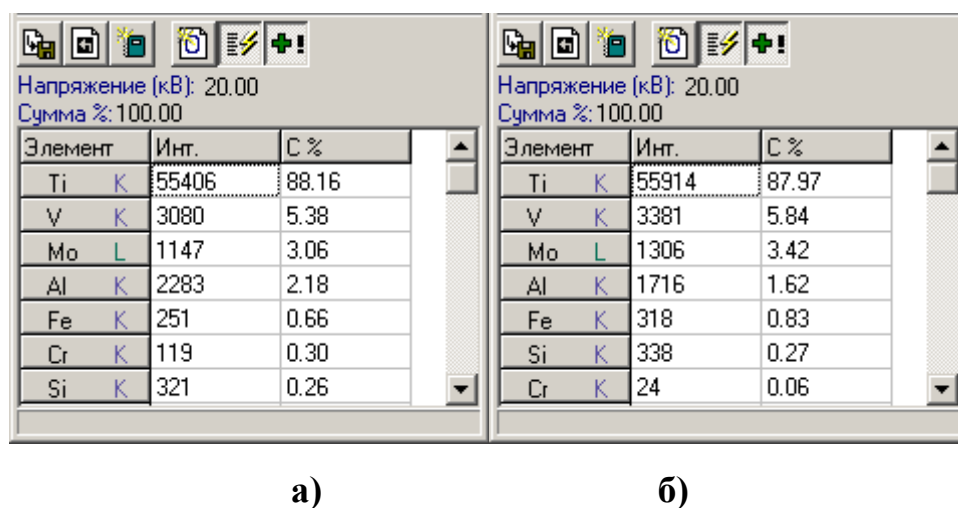 Напряжение (кВ): 20.00
Сумма %: 100.00
Элемент Инт. C %
Ti K 55406 88.16
V K 3080 5.38
Mo L 1147 3.06
Al K 2283 2.18
Fe K 251 0.66
Cr K 119 0.30
Si K 321 0.26
а)
Напряжение (кВ): 20.00
Сумма %: 100.00
Элемент Инт. C %
Ti K 55914 87.97
V K 3381 5.84
Mo L 1306 3.42
Al K 1716 1.62
Fe K 318 0.83
Si K 338 0.27
Cr K 24 0.06
б)